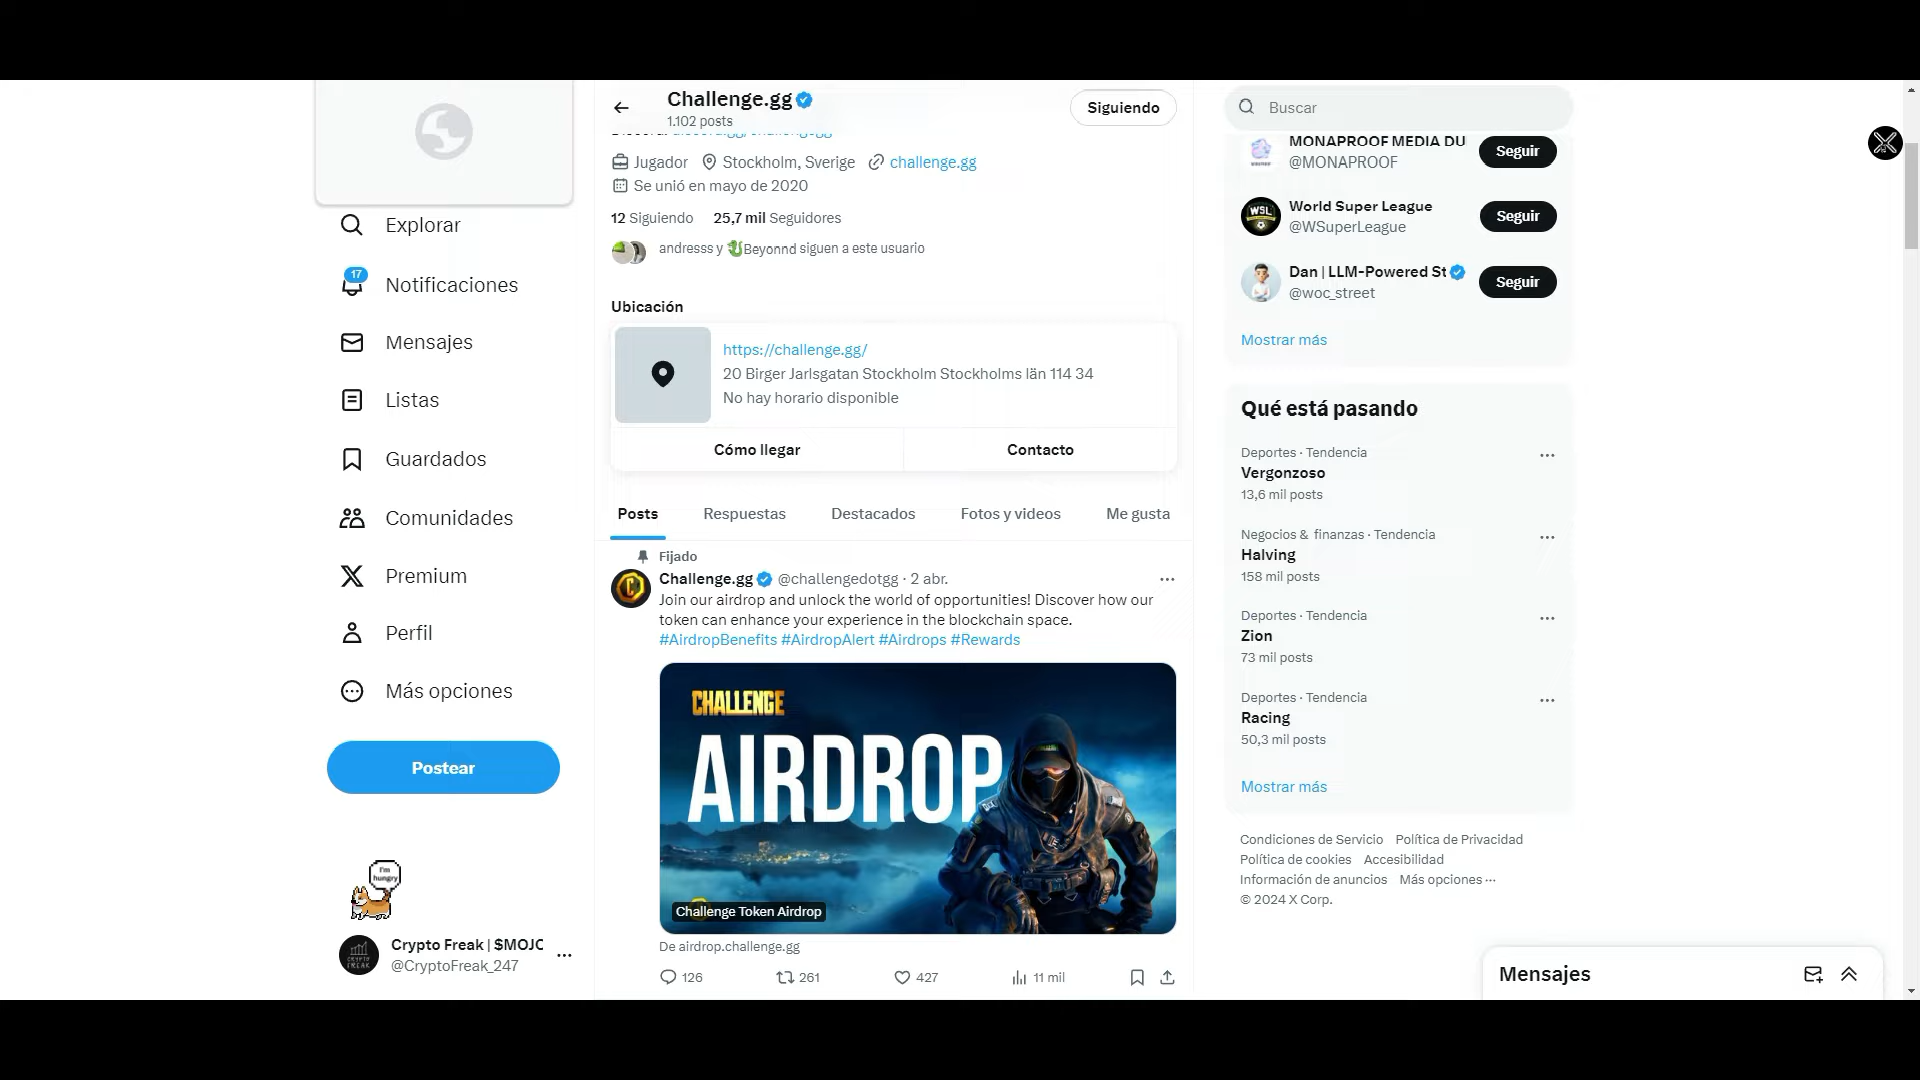 Explorar
17
Notificaciones
Mensajes
Listas
Guardados
Comunidades
Premium
Perfil
Más opciones
Postear
I'm
hungry
Crypto Freak | $MOJO
@CryptoFreak_247
Challenge.gg
1.102 posts
Siguiendo
Discord: discord.gg/challengegg
Jugador Stockholm, Sverige challenge.gg
Se unió en mayo de 2020
12 Siguiendo 25,7 mil Seguidores
andresss y Beyonnd siguen a este usuario
Ubicación
https://challenge.gg/
20 Birger Jarlsgatan Stockholm Stockholms län 114 34
No hay horario disponible
Cómo llegar Contacto
Posts Respuestas Destacados Fotos y videos Me gusta
Fijado
Challenge.gg @challengedotgg · 2 abr.
Join our airdrop and unlock the world of opportunities! Discover how our
token can enhance your experience in the blockchain space.
#AirdropBenefits #AirdropAlert #Airdrops #Rewards
CHALLENGE
AIRDROP
Challenge Token Airdrop
De airdrop.challenge.gg
126 261 427 11 mil
Buscar
MONAPROOF MEDIA DU
@MONAPROOF
Seguir
World Super League
@WSuperLeague
Seguir
WSL
Dan | LLM-Powered St
@woc_street
Seguir
Mostrar más
Qué está pasando
Deportes · Tendencia
Vergonzoso
13,6 mil posts
Negocios & finanzas · Tendencia
Halving
158 mil posts
Deportes · Tendencia
Zion
73 mil posts
Deportes · Tendencia
Racing
50,3 mil posts
Mostrar más
Condiciones de Servicio Política de Privacidad
Política de cookies Accesibilidad
Información de anuncios Más opciones ···
© 2024 X Corp.
Mensajes